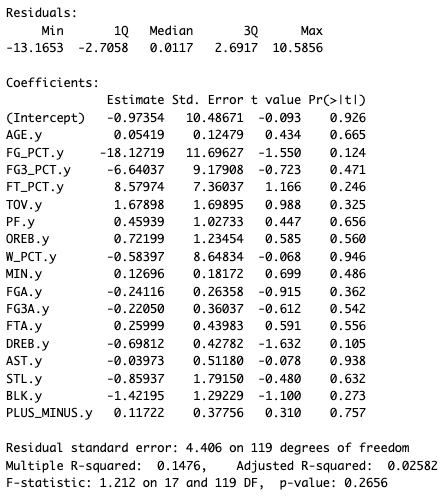 Residuals:
     Min       1Q   Median       3Q      Max
-13.1653  -2.7058   0.0117   2.6917  10.5856
Coefficients:
              Estimate Std. Error t value Pr(>|t|)
(Intercept)   -0.97354   10.48671  -0.093    0.926
AGE.y          0.05419    0.12479   0.434    0.665
FG_PCT.y     -18.12719   11.69627  -1.550    0.124
FG3_PCT.y     -6.64037    9.17908  -0.723    0.471
FT_PCT.y       8.57974    7.36037   1.166    0.246
TOV.y          1.67898    1.69895   0.988    0.325
PF.y           0.45939    1.02733   0.447    0.656
OREB.y         0.72199    1.23454   0.585    0.560
W_PCT.y       -0.58397    8.64834  -0.068    0.946
MIN.y          0.12696    0.18172   0.699    0.486
FGA.y         -0.24116    0.26358  -0.915    0.362
FG3A.y        -0.22050    0.36037  -0.612    0.542
FTA.y          0.25999    0.43983   0.591    0.556
DREB.y        -0.69812    0.42782  -1.632    0.105
AST.y         -0.03973    0.51180  -0.078    0.938
STL.y         -0.85937    1.79150  -0.480    0.632
BLK.y         -1.42195    1.29229  -1.100    0.273
PLUS_MINUS.y   0.11722    0.37756   0.310    0.757
Residual standard error: 4.406 on 119 degrees of freedom
Multiple R-squared:  0.1476,    Adjusted R-squared:  0.02582
F-statistic: 1.212 on 17 and 119 DF,  p-value: 0.2656